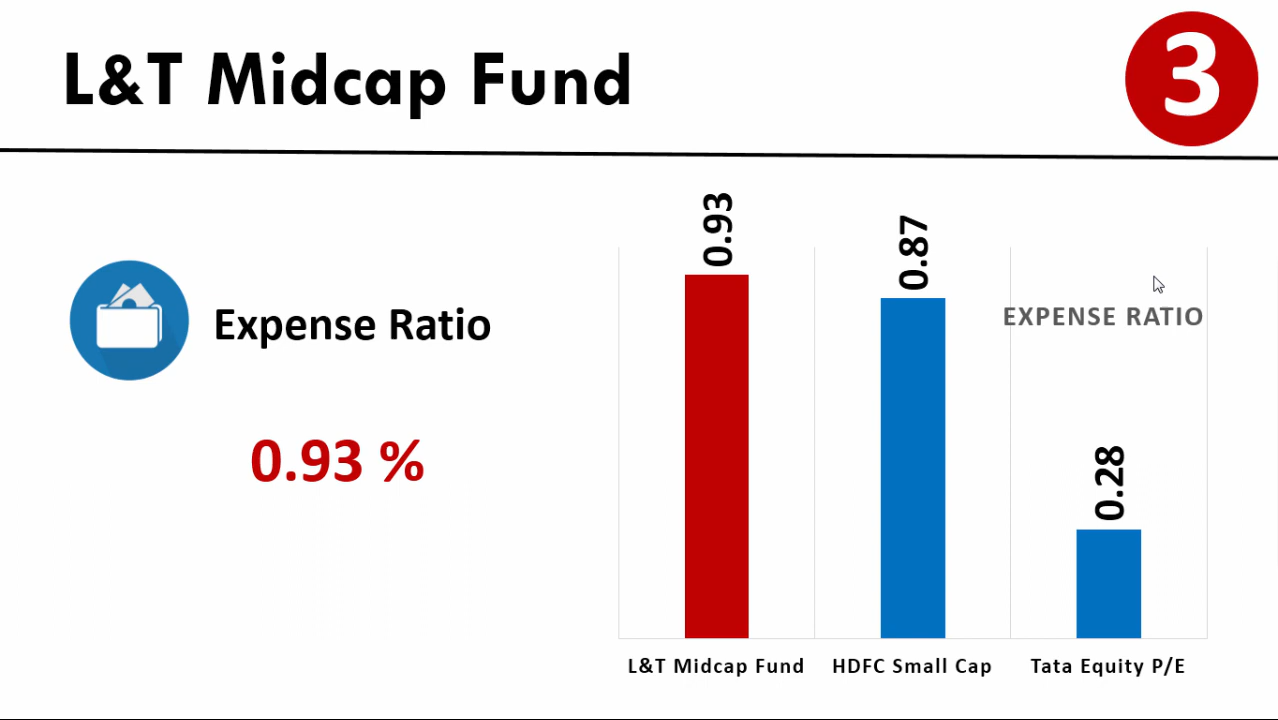 L&T Midcap Fund
3
Expense Ratio
0.93 %
0.93
0.87
EXPENSE RATIO
0.28
L&T Midcap Fund
HDFC Small Cap
Tata Equity P/E